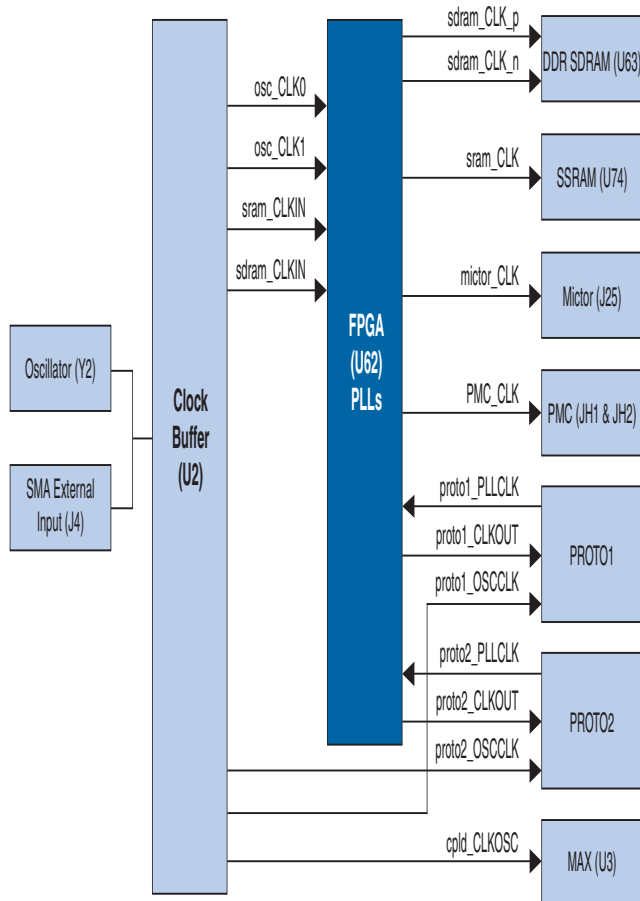 sdram_CLK_p
sdram_CLK_n
DDR SDRAM (U63)
osc_CLK0
osc_CLK1
sram_CLKIN
sdram_CLKIN
sram_CLK
SSRAM (U74)
mictor_CLK
Mictor (J25)
Oscillator (Y2)
SMA External
Input (J4)
Clock
Buffer
(U2)
FPGA
(U62)
PLLs
PMC_CLK
PMC (JH1 & JH2)
proto1_PLLCLK
proto1_CLKOUT
proto1_OSCCLK
PROTO1
proto2_PLLCLK
proto2_CLKOUT
proto2_OSCCLK
PROTO2
cpld_CLKOSC
MAX (U3)